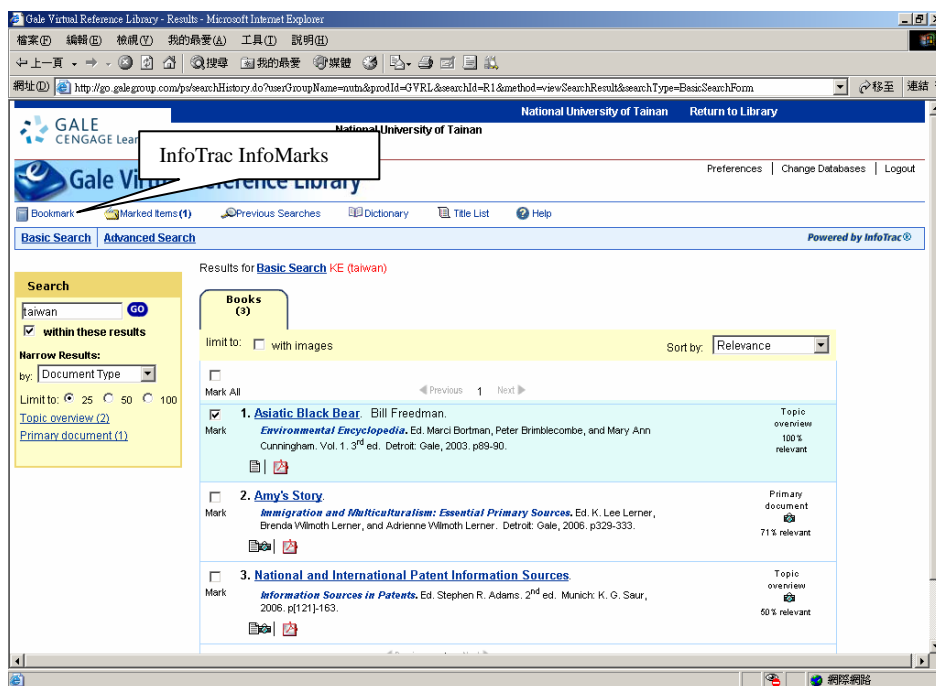 Gale Virtual Reference Library - Results - Microsoft Internet Explorer
檔案(F) 編輯(E) 檢視(V) 我的最愛(A) 工具(T) 說明(H)
上一頁 搜尋 我的最愛 媒體
網址(D) http://go.galegroup.com/ps/searchHistory.do?userGroupName=nutn&prodId=GVRL&searchId=R1&method=viewSearchResult&searchType=BasicSearchForm 移至 連結
National University of Tainan Return to Library
GALE
CENGAGE Lear
National University of Tainan
InfoTrac InfoMarks
Gale Virtual Reference Library
Preferences | Change Databases | Logout
Bookmark Marked Items (1) Previous Searches Dictionary Title List Help
Basic Search | Advanced Search Powered by InfoTrac®
Results for Basic Search KE (taiwan)
Search
taiwan GO
within these results
Narrow Results:
by: Document Type
Limit to: 25 50 100
Topic overview (2)
Primary document (1)
Books
(3)
limit to: with images Sort by: Relevance
Mark All Previous 1 Next
Mark
1. Asiatic Black Bear. Bill Freedman.
Environmental Encyclopedia. Ed. Marci Bortman, Peter Brimblecombe, and Mary Ann
Cunningham. Vol. 1. 3rd ed. Detroit: Gale, 2003. p89-90.
Topic
overview
100%
relevant
Mark
2. Amy's Story.
Immigration and Multiculturalism: Essential Primary Sources. Ed. K. Lee Lerner,
Brenda Wilmoth Lerner, and Adrienne Wilmoth Lerner. Detroit: Gale, 2006. p329-333.
Primary
document
71% relevant
Mark
3. National and International Patent Information Sources.
Information Sources in Patents. Ed. Stephen R. Adams. 2nd ed. Munich: K. G. Saur,
2006. p[121]-163.
Topic
overview
50% relevant
網際網路